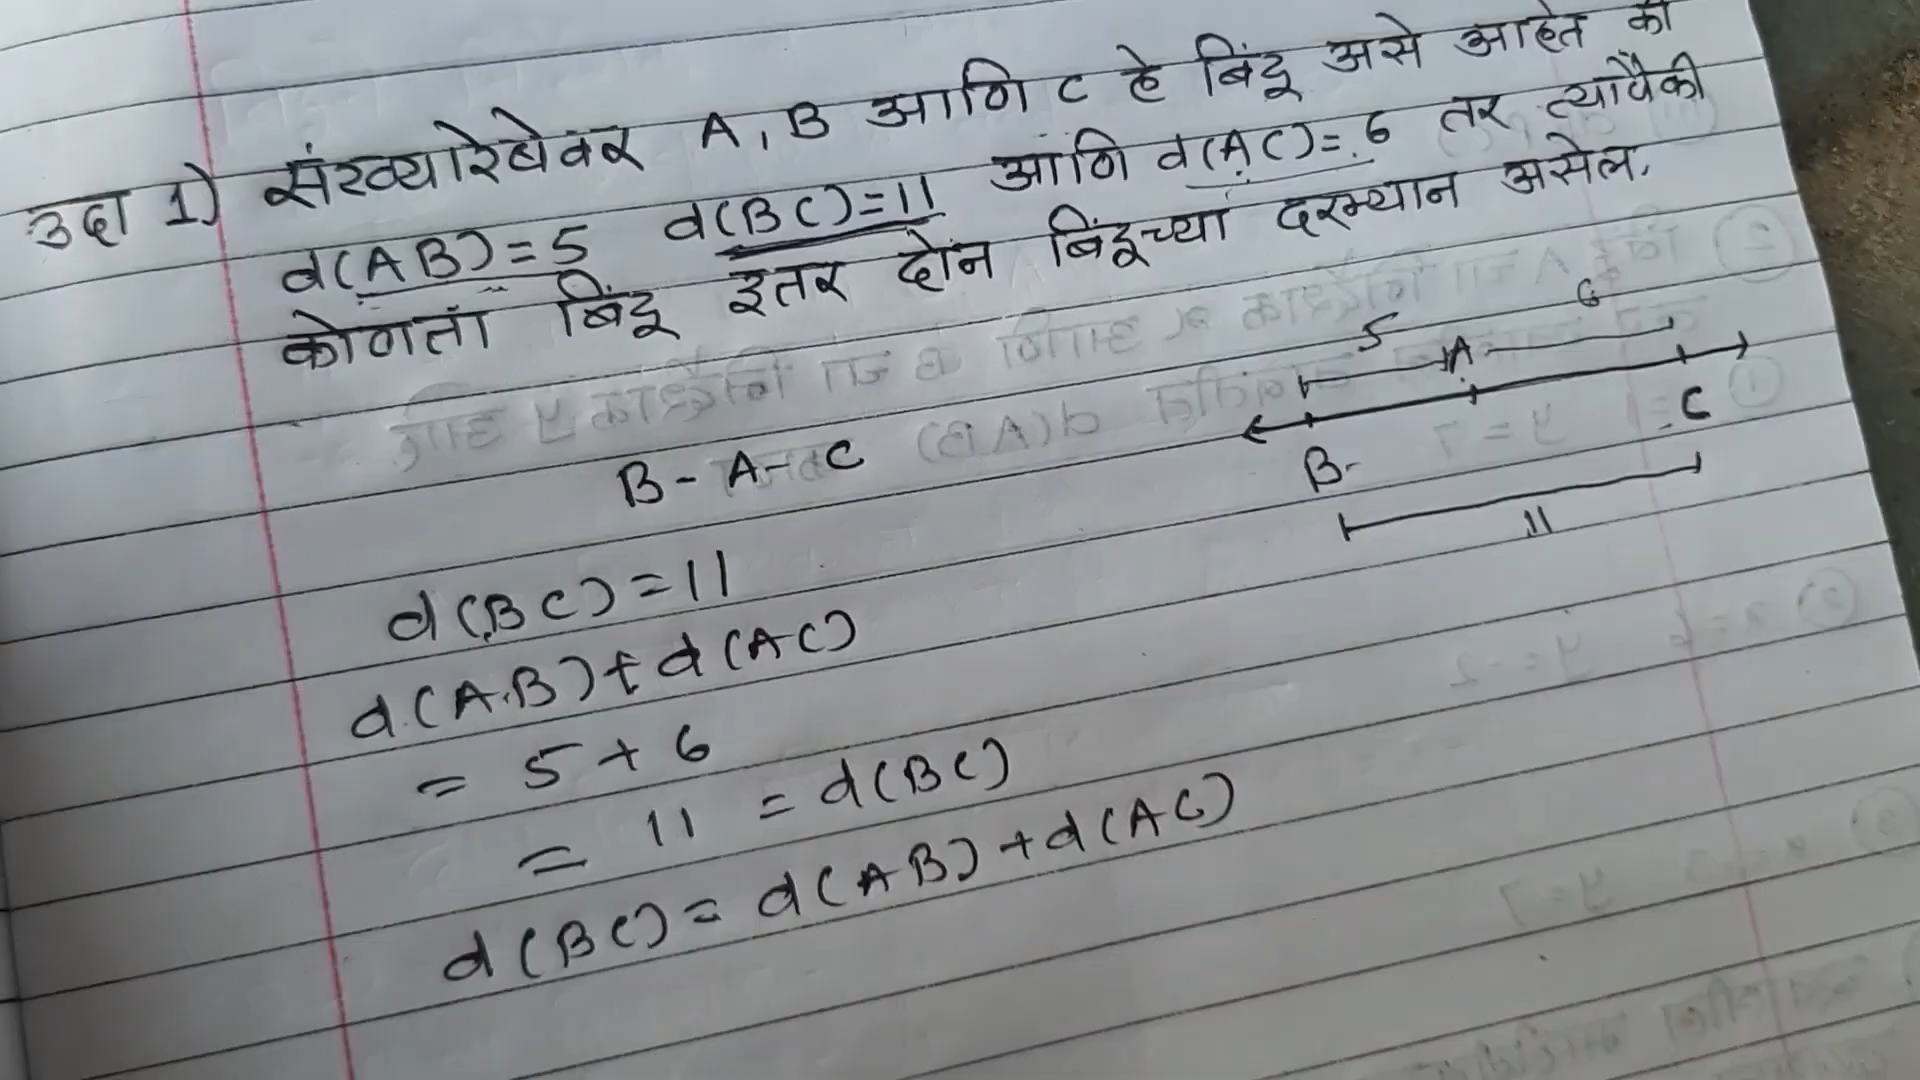 उदा 1) संख्यारेषेवर A, B आणि C हे बिंदू असे आहेत की
d(AB)=5 d(BC)=11 आणि d(AC)=6 तर त्यांपैकी
कोणता बिंदू इतर दोन बिंदूच्या दरम्यान असेल.
5 A 6
B - A - C
B C
11
d(BC)=11
d(AB)+d(AC)
= 5 + 6
= 11 = d(BC)
d(BC) = d(AB)+d(AC)